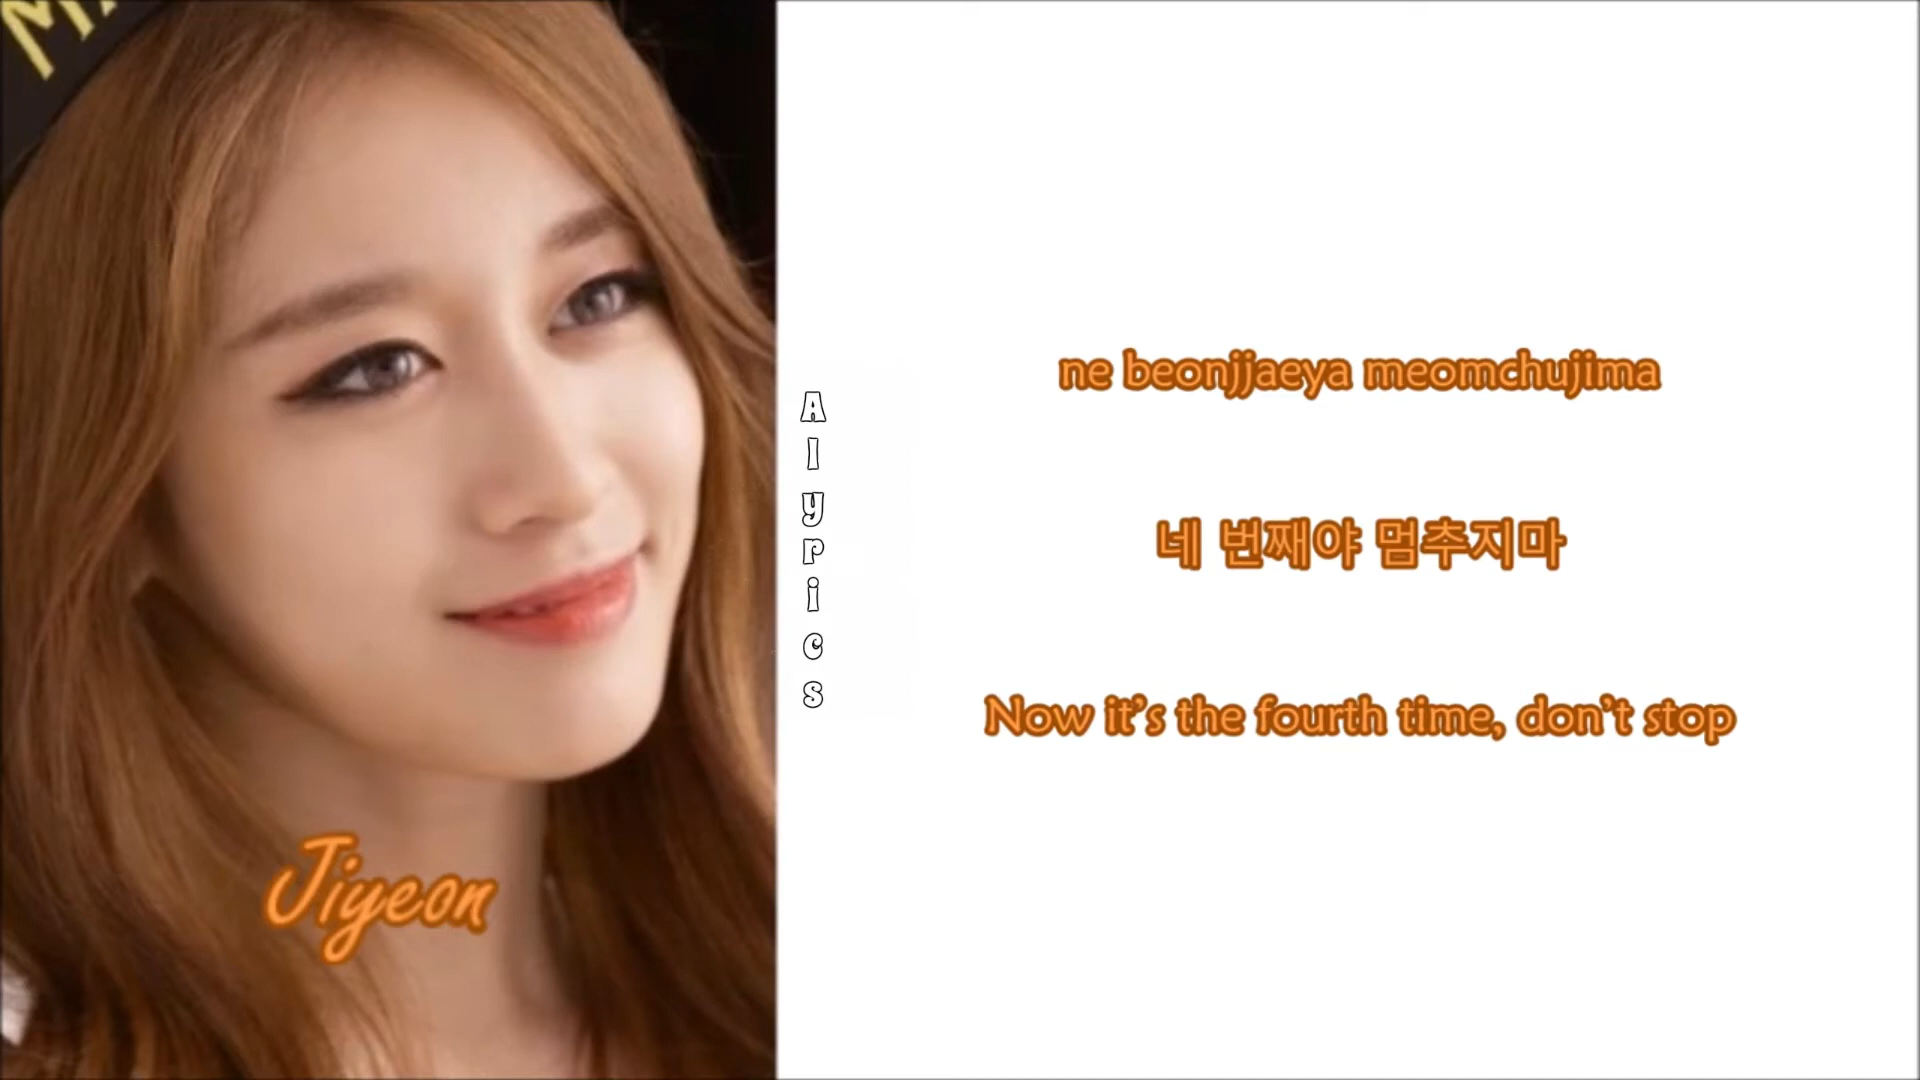 Jiyeon
Alyrics
ne beonjjaeya meomchujima
네 번째야 멈추지마
Now it's the fourth time, don't stop